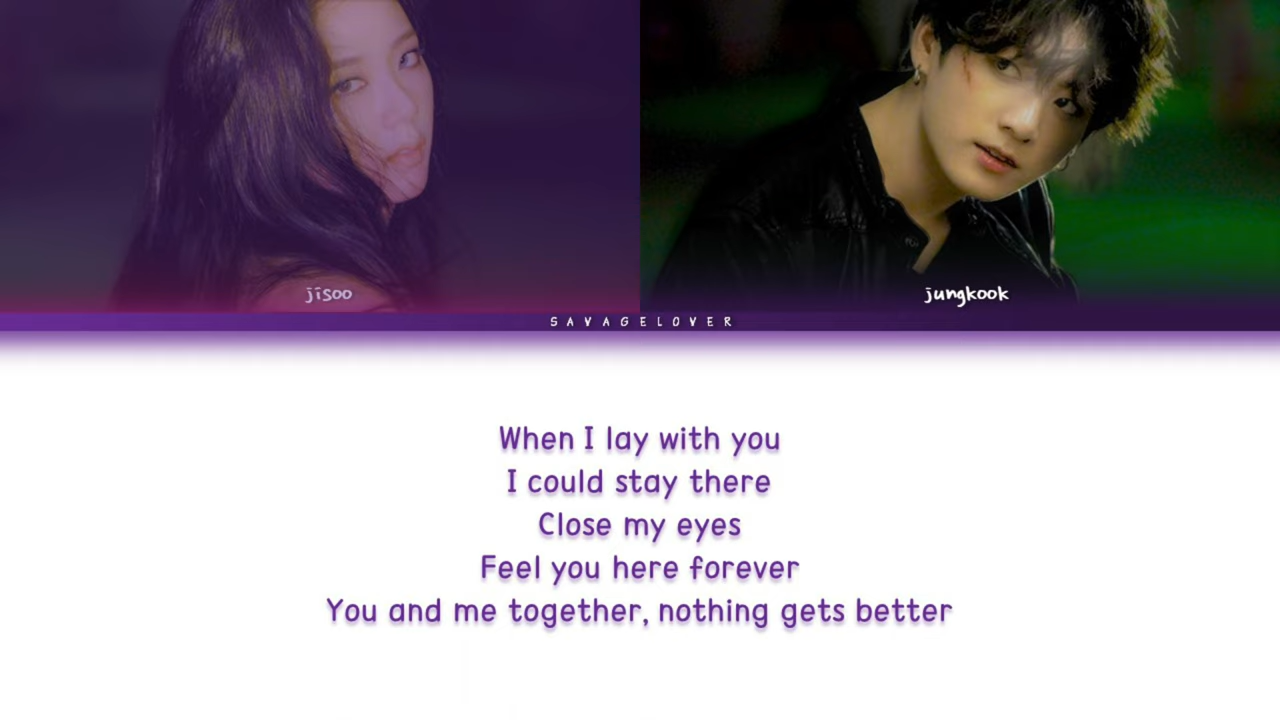 jisoo
jungkook
SAVAGELOVER
When I lay with you
I could stay there
Close my eyes
Feel you here forever
You and me together, nothing gets better